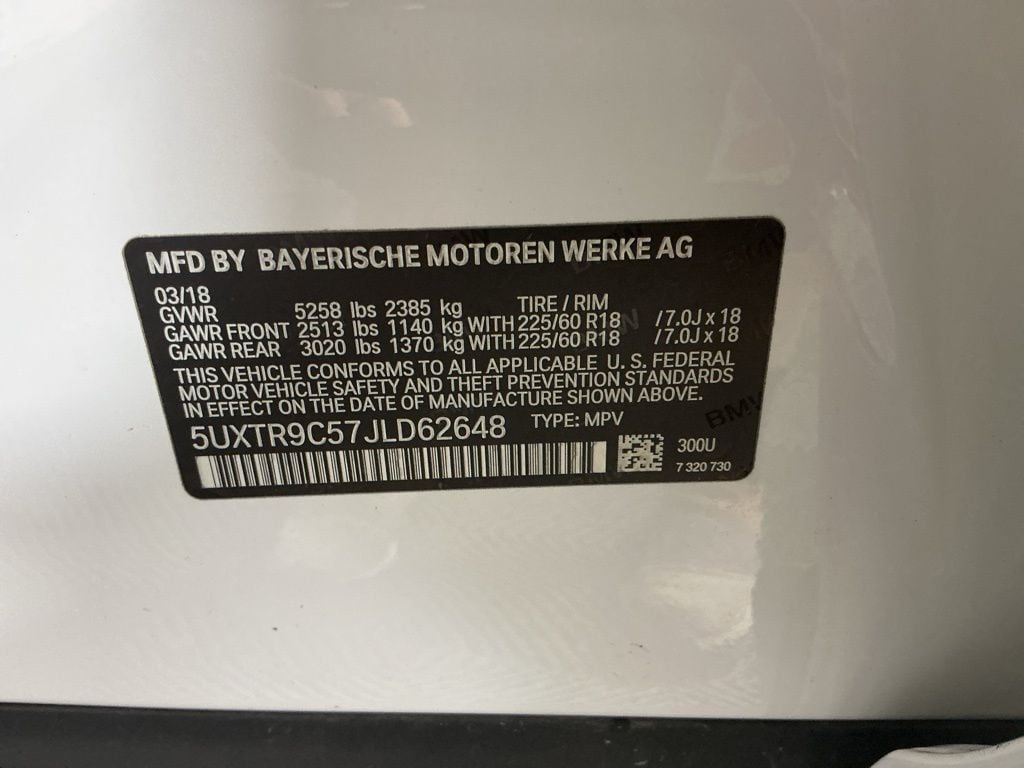 MFD BY BAYERISCHE MOTOREN WERKE AG
03/18
GVWR 5258 lbs 2385 kg TIRE / RIM
GAWR FRONT 2513 lbs 1140 kg WITH 225/60 R18 /7.0J x 18
GAWR REAR 3020 lbs 1370 kg WITH 225/60 R18 /7.0J x 18
THIS VEHICLE CONFORMS TO ALL APPLICABLE U. S. FEDERAL
MOTOR VEHICLE SAFETY AND THEFT PREVENTION STANDARDS
IN EFFECT ON THE DATE OF MANUFACTURE SHOWN ABOVE.
BMW
5UXTR9C57JLD62648 TYPE: MPV
300U
7 320 730